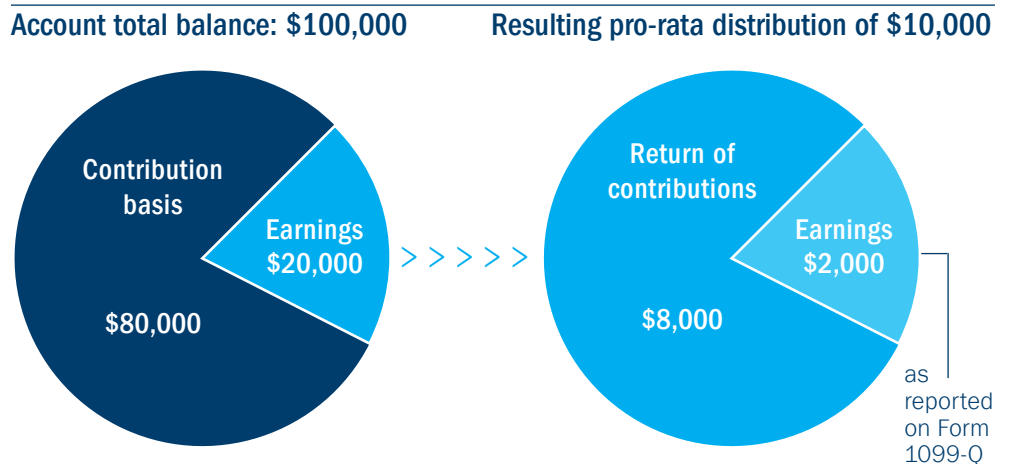 Account total balance: $100,000
Resulting pro-rata distribution of $10,000
Contribution
basis
$80,000
Earnings
$20,000
> > > > >
Return of
contributions
$8,000
Earnings
$2,000
as
reported
on Form
1099-Q